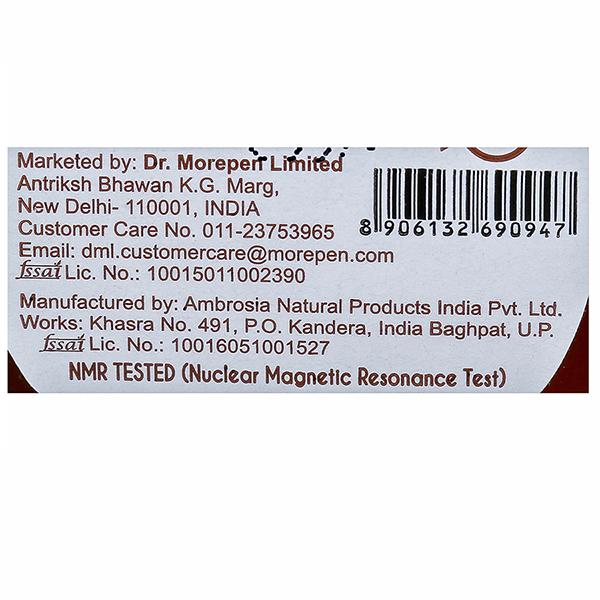 Marketed by: Dr. Morepen Limited
Antriksh Bhawan K.G. Marg,
New Delhi- 110001, INDIA
Customer Care No. 011-23753965
Email: dml.customercare@morepen.com
fssai Lic. No.: 10015011002390
8 906132 690947
Manufactured by: Ambrosia Natural Products India Pvt. Ltd.
Works: Khasra No. 491, P.O. Kandera, India Baghpat, U.P.
fssai Lic. No.: 10016051001527
NMR TESTED (Nuclear Magnetic Resonance Test)